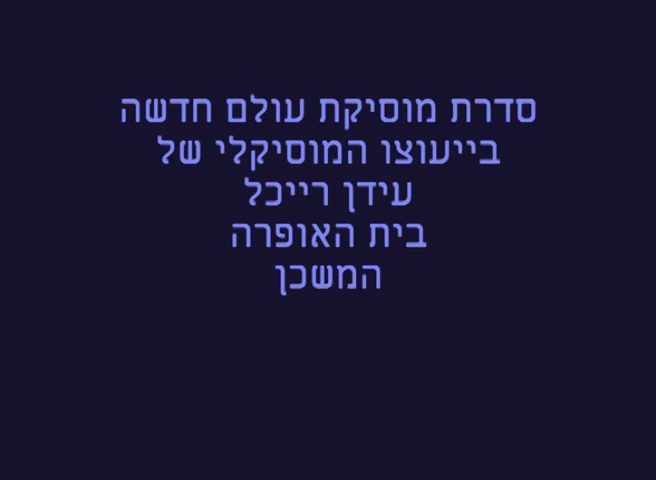 סדרת מוסיקת עולם חדשה
בייעוצו המוסיקלי של
עידן רייכל
בית האופרה
המשכן